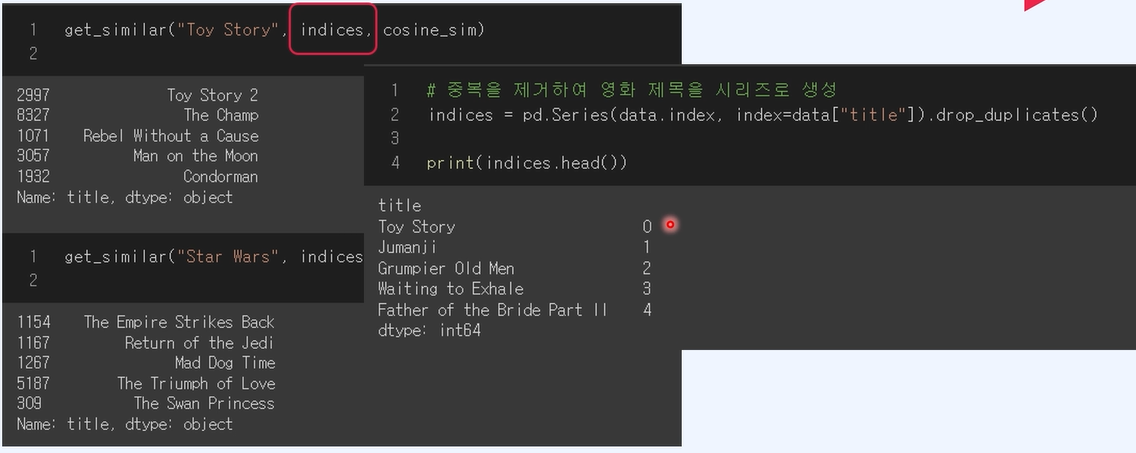 1 get_similar("Toy Story", indices, cosine_sim)
2
2997 Toy Story 2
8327 The Champ
1071 Rebel Without a Cause
3057 Man on the Moon
1932 Condorman
Name: title, dtype: object
1 get_similar("Star Wars", indices
2
1154 The Empire Strikes Back
1167 Return of the Jedi
1267 Mad Dog Time
5187 The Triumph of Love
309 The Swan Princess
Name: title, dtype: object
1 # 중복을 제거하여 영화 제목을 시리즈로 생성
2 indices = pd.Series(data.index, index=data["title"]).drop_duplicates()
3
4 print(indices.head())
title
Toy Story 0
Jumanji 1
Grumpier Old Men 2
Waiting to Exhale 3
Father of the Bride Part II 4
dtype: int64